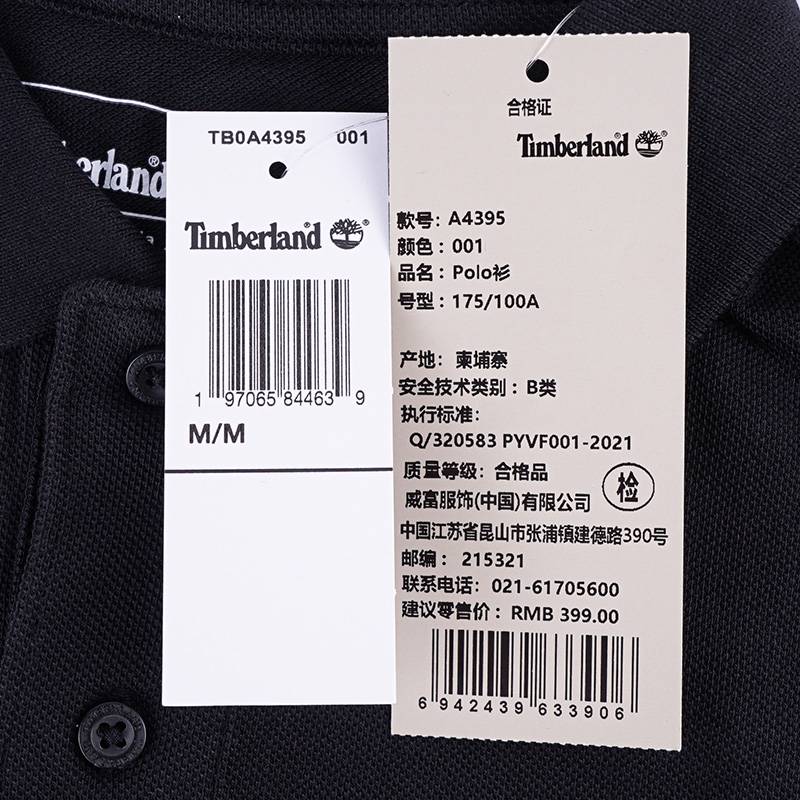 erland®
TB0A4395 001
Timberland®
1 97065 84463 9
M/M
合格证
Timberland®
款号: A4395
颜色: 001
品名: Polo衫
号型: 175/100A
产地: 柬埔寨
安全技术类别: B类
执行标准:
Q/320583 PYVF001-2021
质量等级: 合格品
检
威富服饰(中国)有限公司
中国江苏省昆山市张浦镇建德路390号
邮编: 215321
联系电话: 021-61705600
建议零售价: RMB 399.00
6 942439 633906